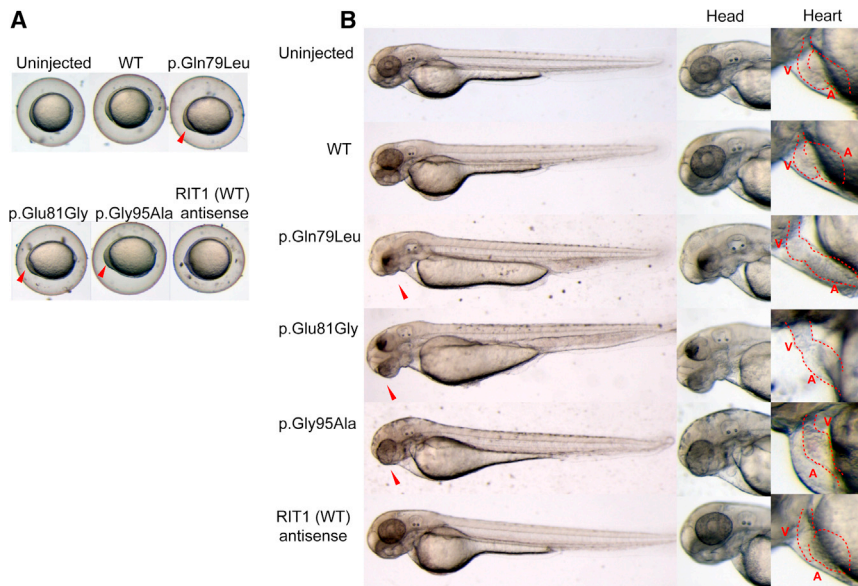 A
Uninjected WT p.Gln79Leu
p.Glu81Gly p.Gly95Ala RIT1 (WT)
antisense
B
Head Heart
Uninjected
V
A
WT
A
V
p.Gln79Leu
V
A
p.Glu81Gly
V
A
p.Gly95Ala
V
A
RIT1 (WT)
antisense
V
A